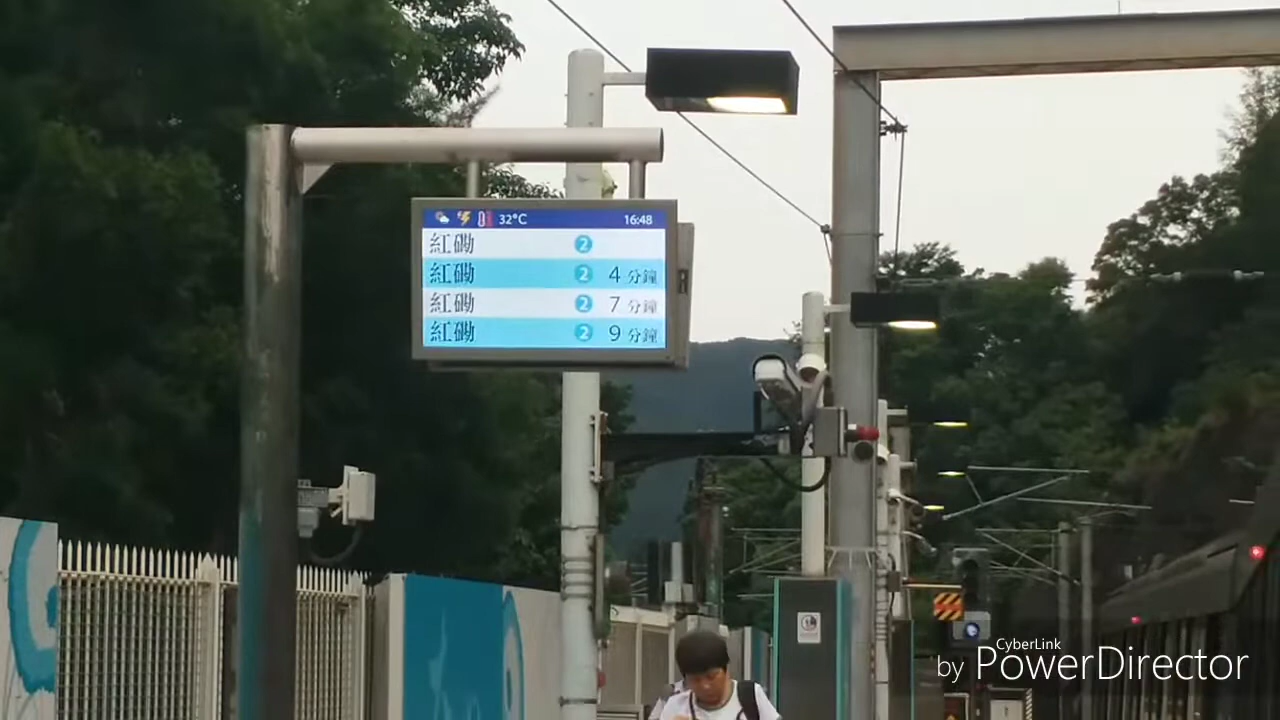 32°C 16:48
紅磡 2
紅磡 2 4 分鐘
紅磡 2 7 分鐘
紅磡 2 9 分鐘
CyberLink
by PowerDirector